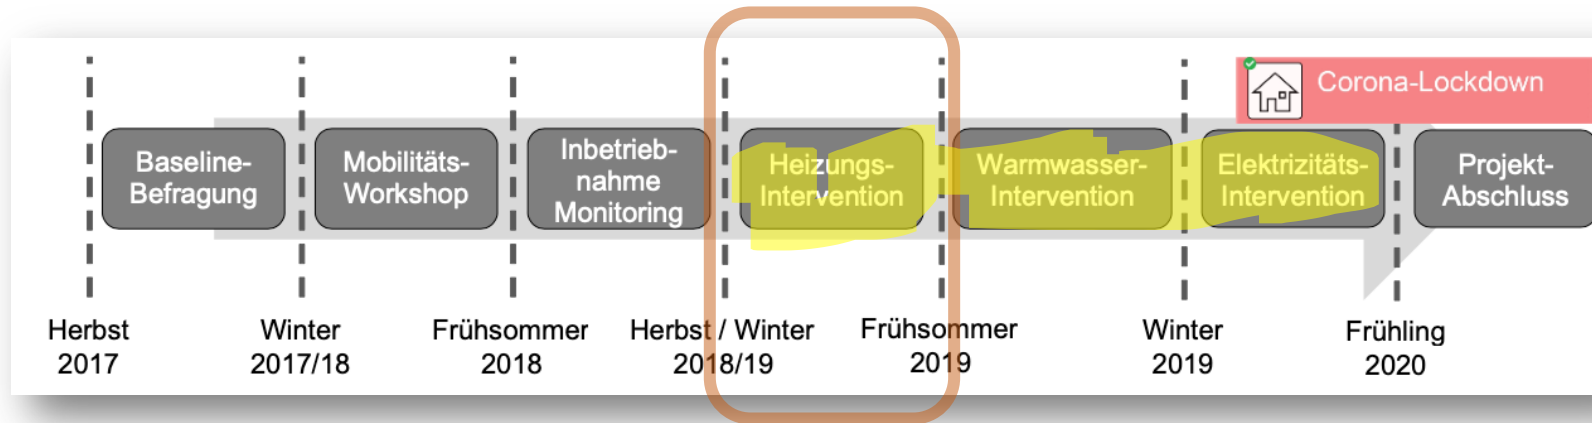 Corona-Lockdown
Baseline-
Befragung
Mobilitäts-
Workshop
Inbetrieb-
nahme
Monitoring
Heizungs-
Intervention
Warmwasser-
Intervention
Elektrizitäts-
Intervention
Projekt-
Abschluss
Herbst
2017
Winter
2017/18
Frühsommer
2018
Herbst / Winter
2018/19
Frühsommer
2019
Winter
2019
Frühling
2020